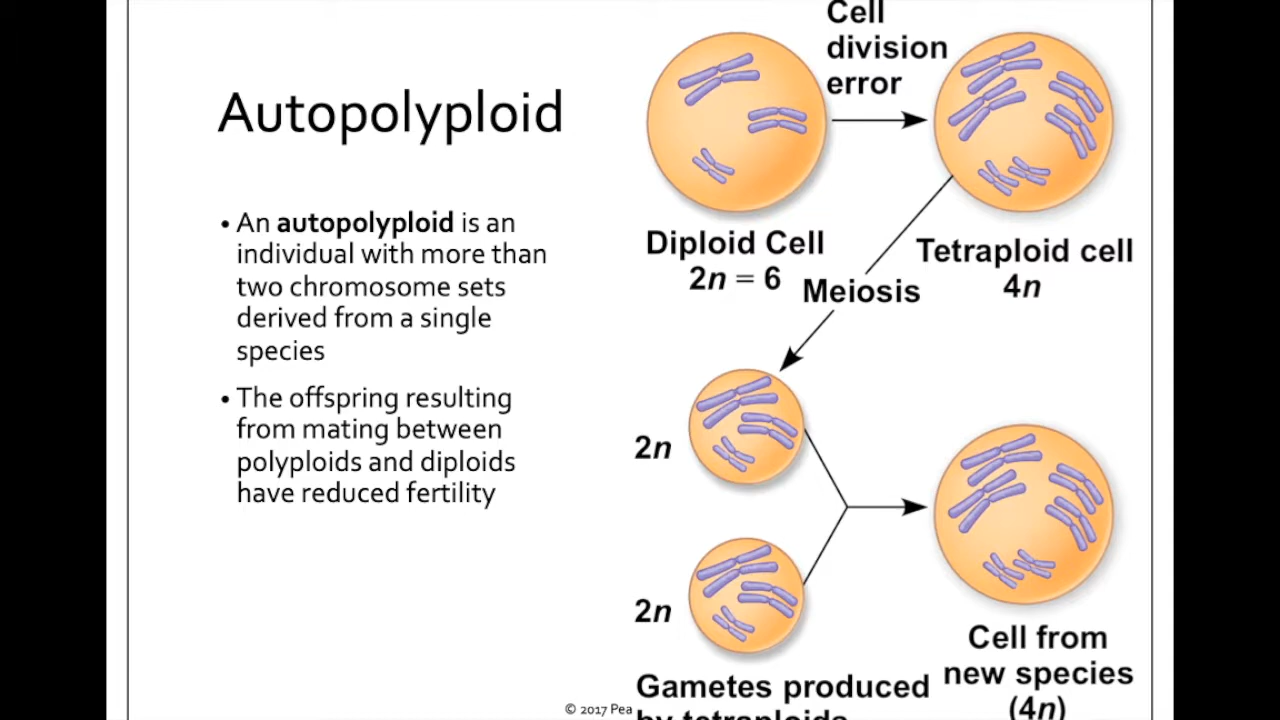 Autopolyploid
• An autopolyploid is an
individual with more than
two chromosome sets
derived from a single
species
• The offspring resulting
from mating between
polyploids and diploids
have reduced fertility
Cell
division
error
Diploid Cell
2n = 6
Tetraploid cell
4n
Meiosis
2n
2n
Gametes produced
by tetraploids
Cell from
new species
(4n)
© 2017 Pea